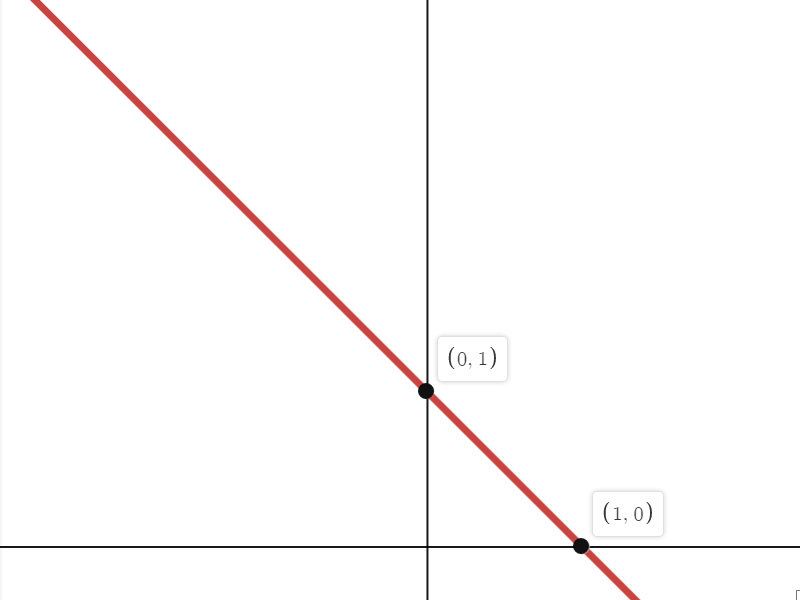 (0, 1)
(1, 0)